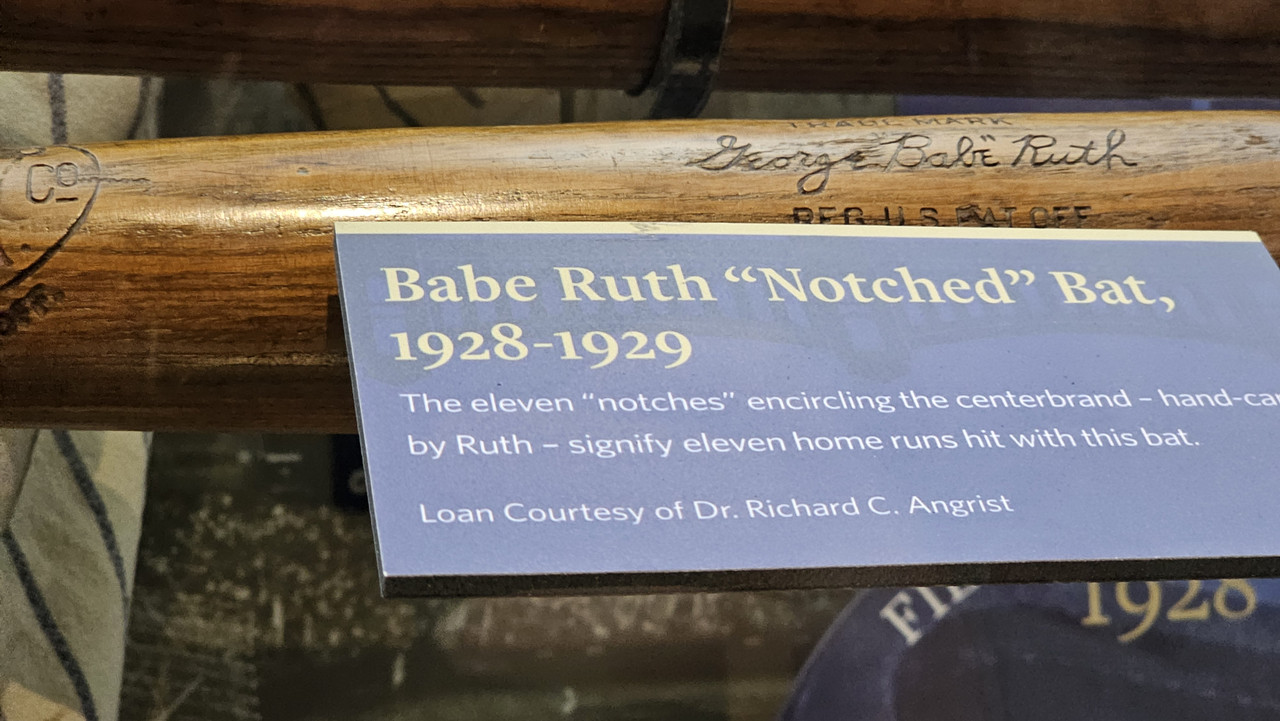 Co
TRADE MARK
George "Babe" Ruth
REG. U.S. PAT. OFF.
Babe Ruth “Notched” Bat,
1928-1929
The eleven “notches” encircling the centerbrand – hand-car
by Ruth – signify eleven home runs hit with this bat.
Loan Courtesy of Dr. Richard C. Angrist
1928